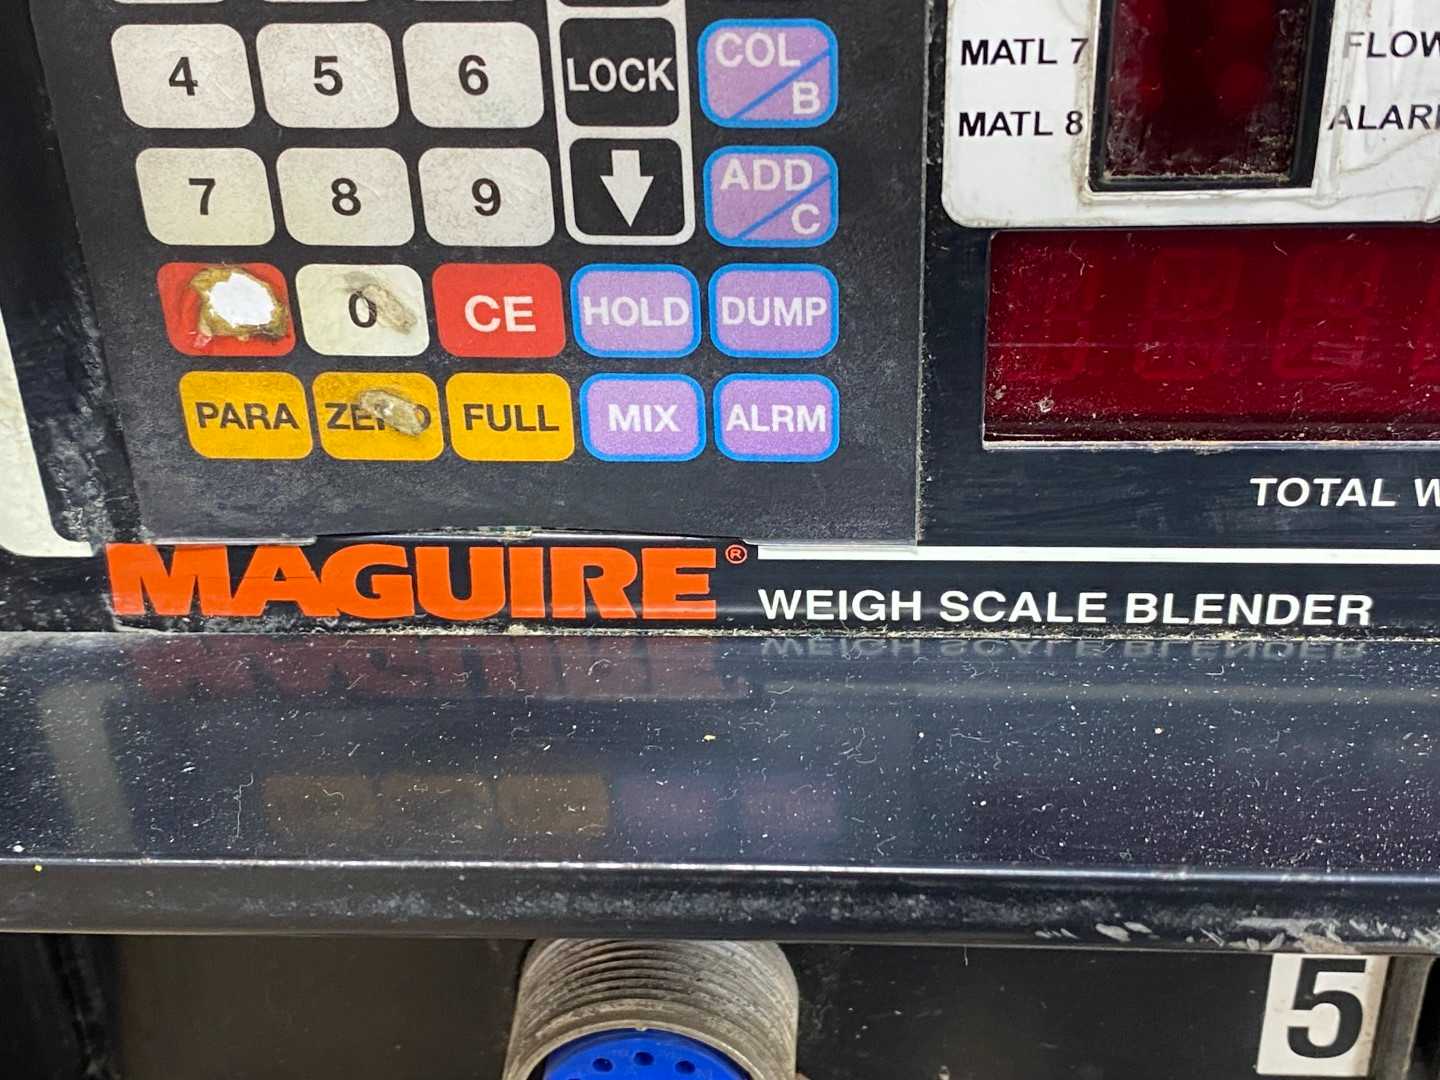 4 5 6 LOCK COL B
7 8 9 ADD C
0 CE HOLD DUMP
PARA ZERO FULL MIX ALRM
MATL 7 FLOW
MATL 8
TOTAL
MAGUIRE® WEIGH SCALE BLENDER
5